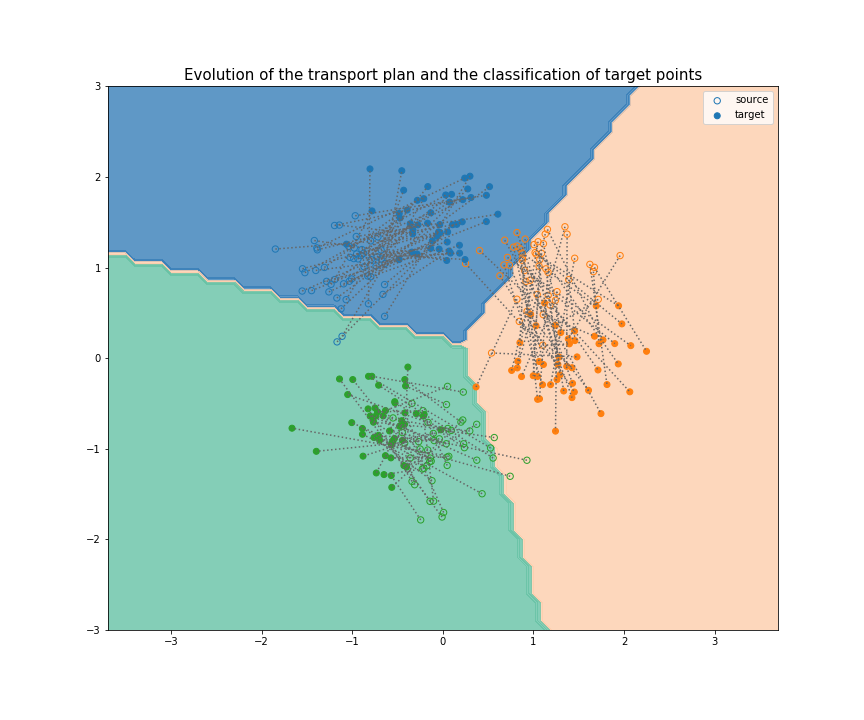 Evolution of the transport plan and the classification of target points
source
target
3
2
1
0
−1
−2
−3
−3 −2 −1 0 1 2 3